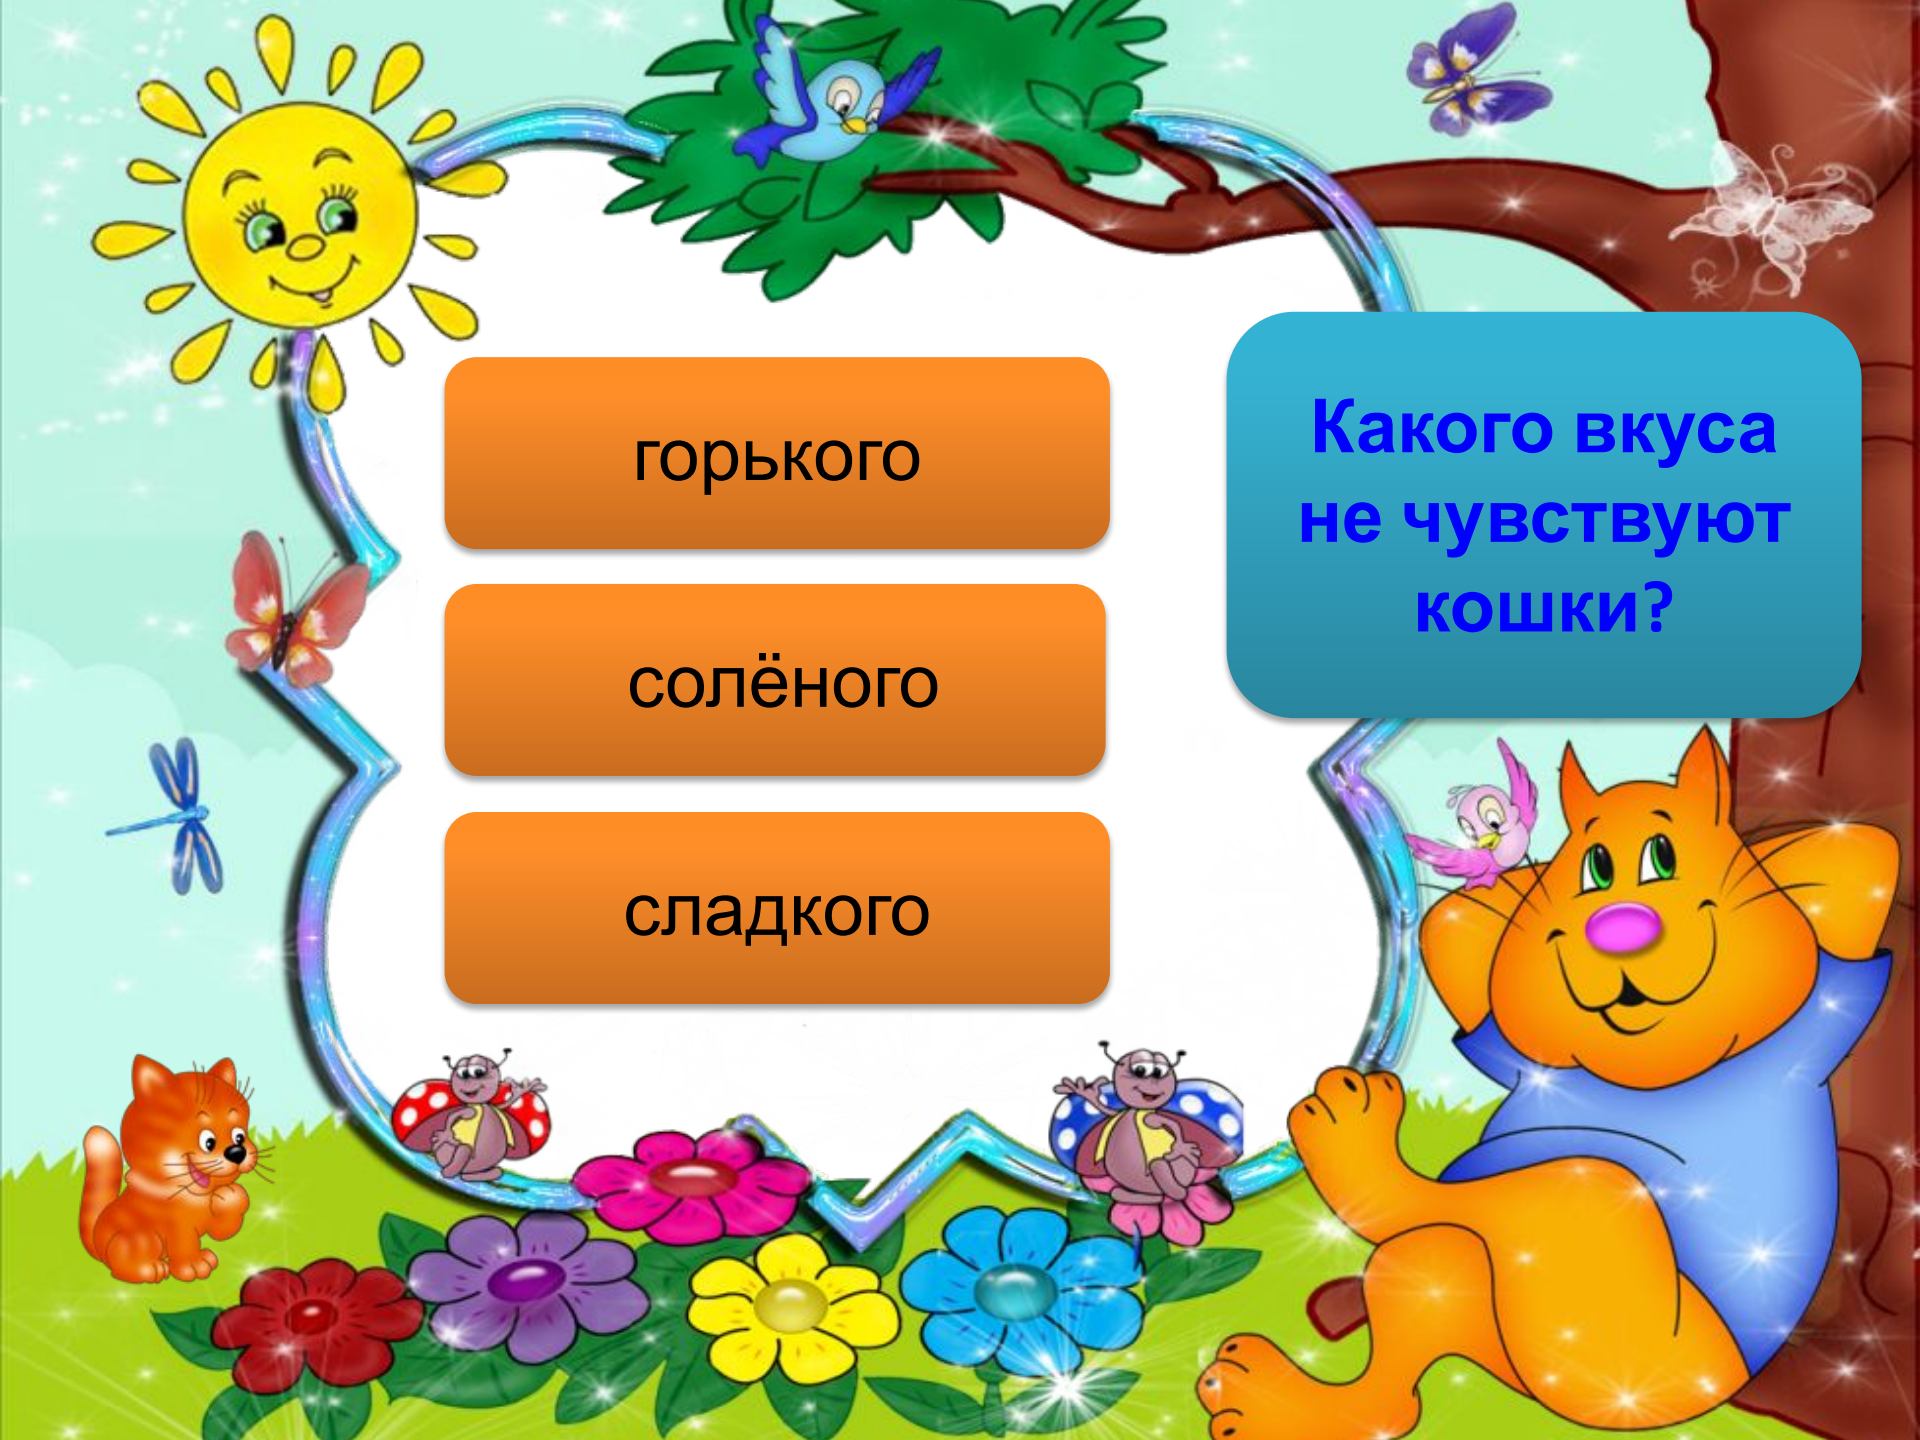 Какого вкуса
не чувствуют
кошки?
горького
солёного
сладкого